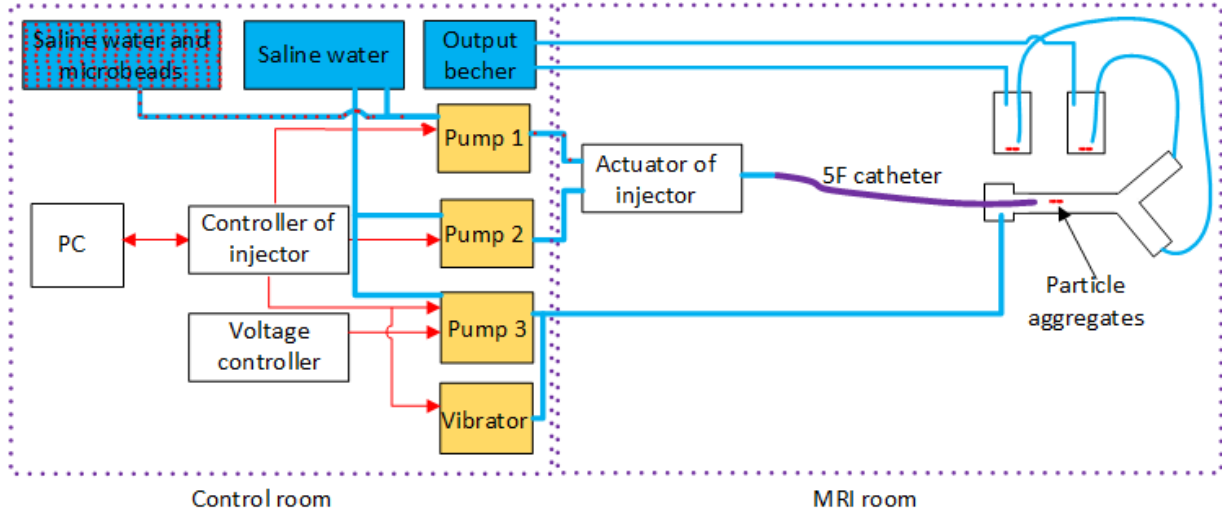 Saline water and
microbeads
Saline water
Output
becher
Pump 1
Actuator of
injector
5F catheter
PC
Controller of
injector
Pump 2
Particle
aggregates
Voltage
controller
Pump 3
Vibrator
Control room
MRI room